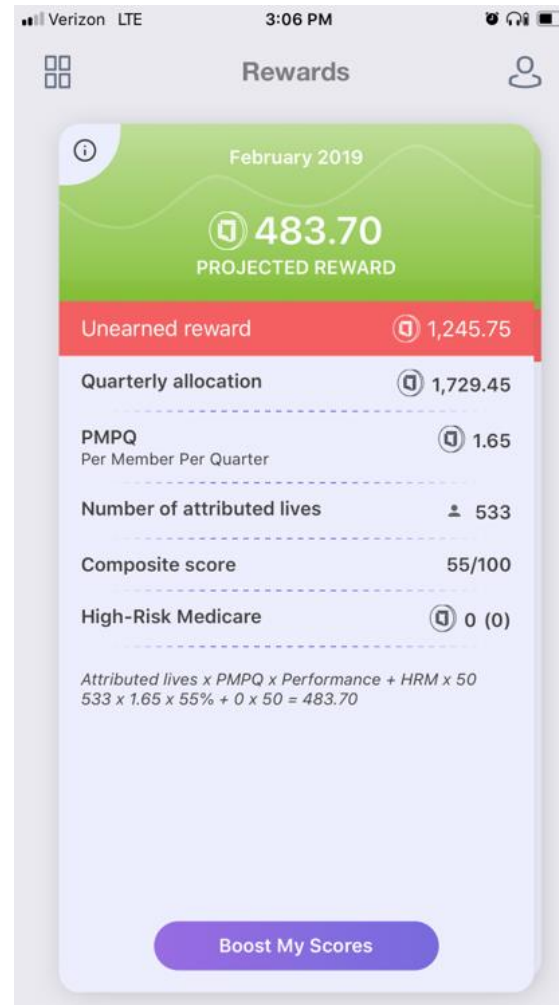 Verizon LTE 3:06 PM
Rewards
February 2019
483.70
PROJECTED REWARD
Unearned reward 1,245.75
Quarterly allocation 1,729.45
PMPQ 1.65
Per Member Per Quarter
Number of attributed lives 533
Composite score 55/100
High-Risk Medicare 0 (0)
Attributed lives x PMPQ x Performance + HRM x 50
533 x 1.65 x 55% + 0 x 50 = 483.70
Boost My Scores